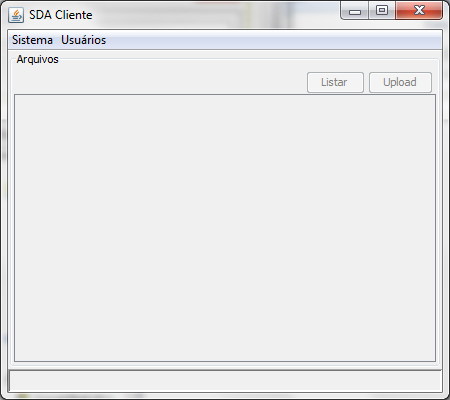 SDA Cliente
Sistema Usuários
Arquivos
Listar Upload